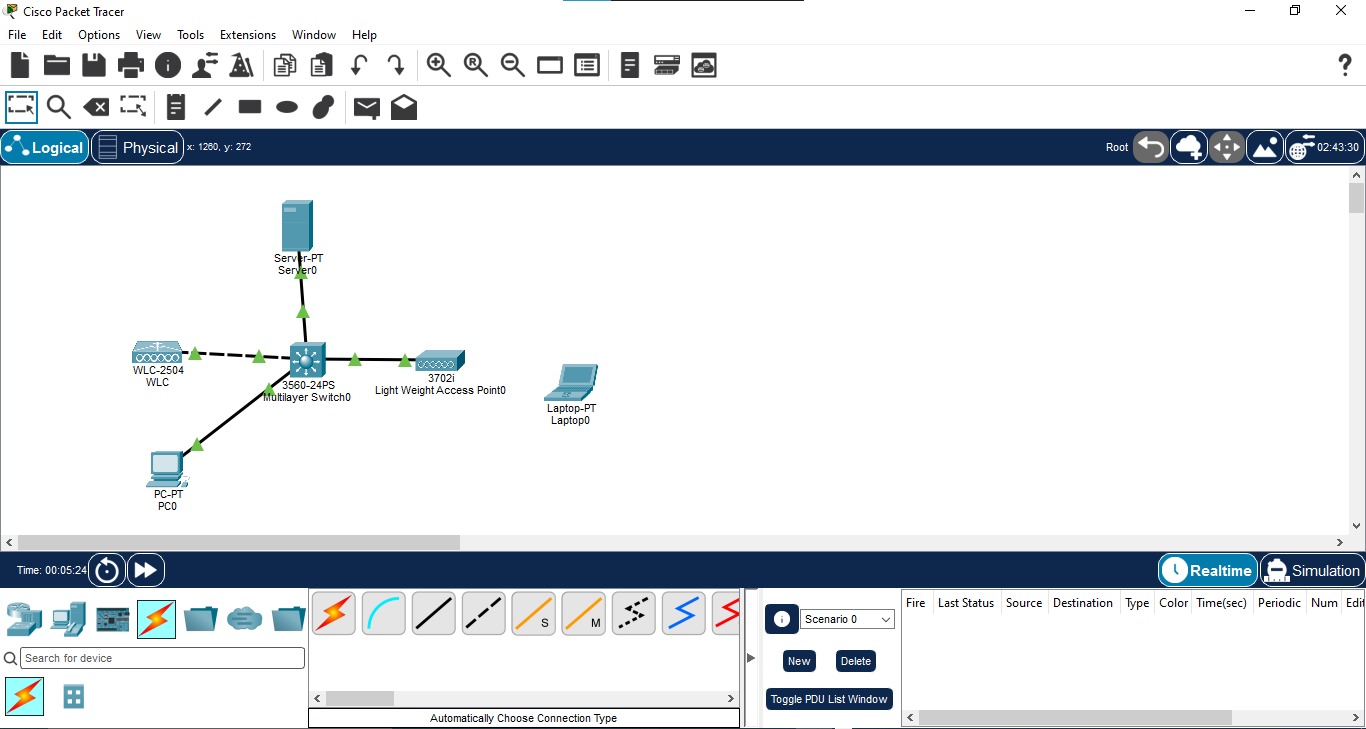 Cisco Packet Tracer
File Edit Options View Tools Extensions Window Help
Logical Physical x: 1260, y: 272 Root 02:43:30
Server-PT
Server0
WLC-2504
WLC
3560-24PS
Multilayer Switch0
3702i
Light Weight Access Point0
Laptop-PT
Laptop0
PC-PT
PC0
Time: 00:05:24 Realtime Simulation
S M
Search for device
Automatically Choose Connection Type
Scenario 0
New Delete
Toggle PDU List Window
Fire Last Status Source Destination Type Color Time(sec) Periodic Num Edi